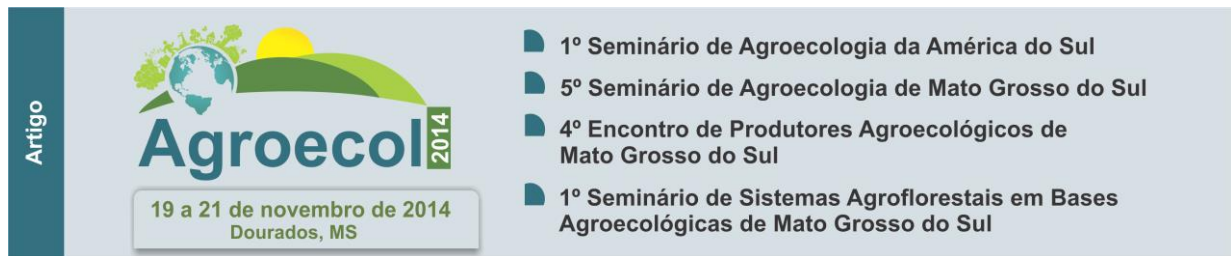 Artigo
Agroecol 2014
19 a 21 de novembro de 2014
Dourados, MS
1º Seminário de Agroecologia da América do Sul
5º Seminário de Agroecologia de Mato Grosso do Sul
4º Encontro de Produtores Agroecológicos de
Mato Grosso do Sul
1º Seminário de Sistemas Agroflorestais em Bases
Agroecológicas de Mato Grosso do Sul